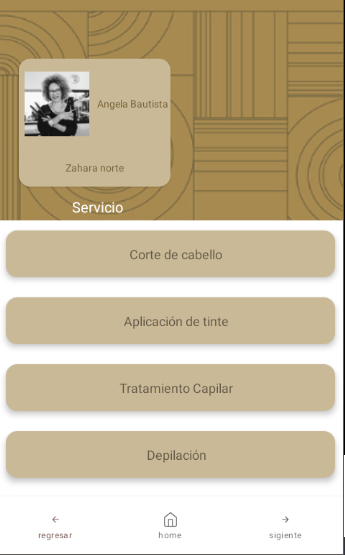 Angela Bautista
Zahara norte
Servicio
Corte de cabello
Aplicación de tinte
Tratamiento Capilar
Depilación
regresar
home
sigiente